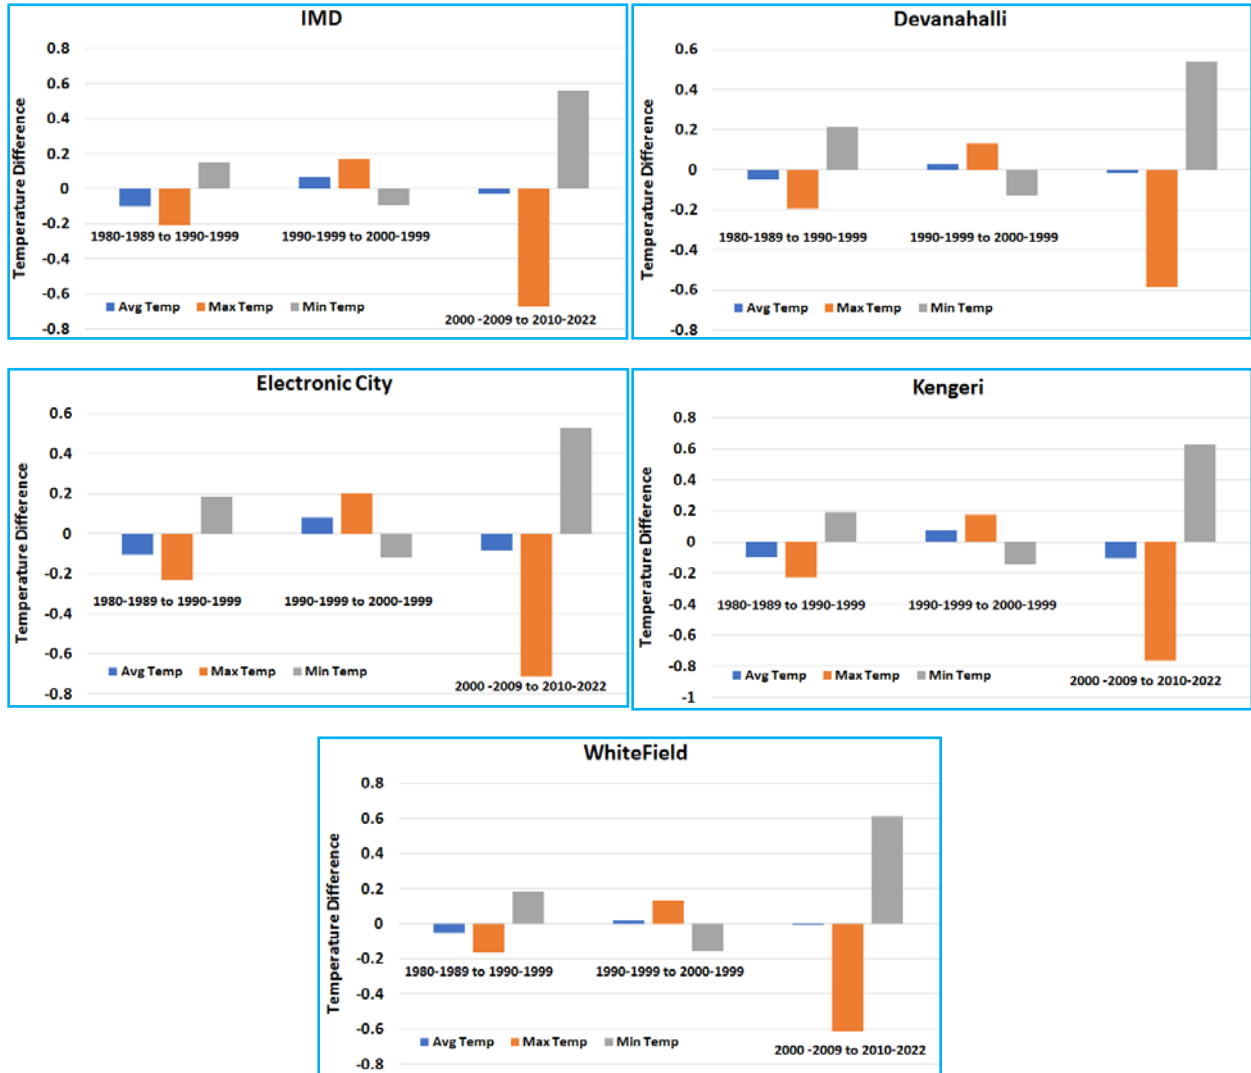 IMD
Temperature Difference
0.8
0.6
0.4
0.2
0
-0.2
-0.4
-0.6
-0.8
1980-1989 to 1990-1999
1990-1999 to 2000-1999
2000 -2009 to 2010-2022
Avg Temp Max Temp Min Temp
Devanahalli
Temperature Difference
0.6
0.4
0.2
0
-0.2
-0.4
-0.6
-0.8
1980-1989 to 1990-1999
1990-1999 to 2000-1999
Avg Temp Max Temp Min Temp
Electronic City
Temperature Difference
0.6
0.4
0.2
0
-0.2
-0.4
-0.6
-0.8
1980-1989 to 1990-1999
1990-1999 to 2000-1999
Avg Temp Max Temp Min Temp
2000 -2009 to 2010-2022
Kengeri
Temperature Difference
0.8
0.6
0.4
0.2
0
-0.2
-0.4
-0.6
-0.8
-1
1980-1989 to 1990-1999
1990-1999 to 2000-1999
Avg Temp Max Temp Min Temp
2000 -2009 to 2010-2022
WhiteField
Temperature Difference
0.8
0.6
0.4
0.2
0
-0.2
-0.4
-0.6
-0.8
1980-1989 to 1990-1999
1990-1999 to 2000-1999
Avg Temp Max Temp Min Temp
2000 -2009 to 2010-2022